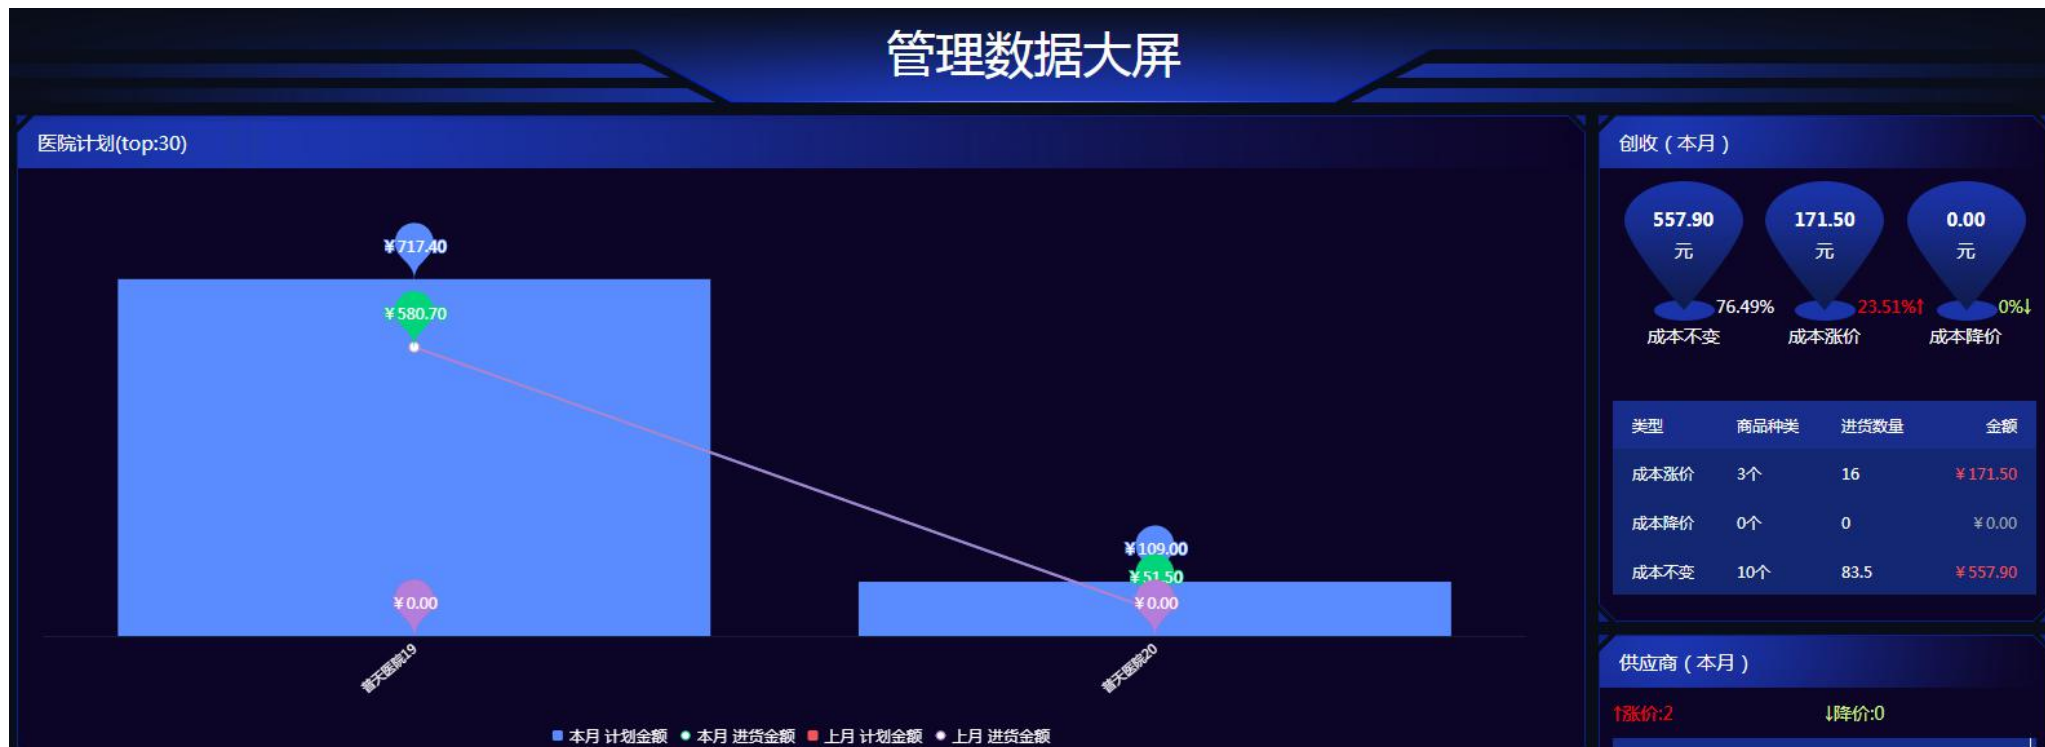 管理数据大屏
医院计划(top:30)
¥717.40
¥580.70
¥0.00
¥109.00
¥51.50
¥0.00
普天医院19
普天医院20
本月 计划金额 本月 进货金额 上月 计划金额 上月 进货金额
创收（本月）
557.90 171.50 0.00
元 元 元
76.49% 23.51%↑ 0%↓
成本不变 成本涨价 成本降价
类型 商品种类 进货数量 金额
成本涨价 3个 16 ¥171.50
成本降价 0个 0 ¥0.00
成本不变 10个 83.5 ¥557.90
供应商（本月）
↑涨价:2 ↓降价:0